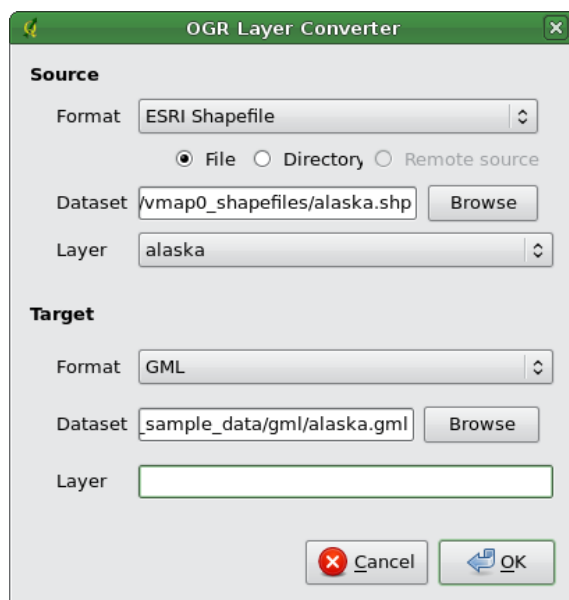 OGR Layer Converter
Source
Format ESRI Shapefile
File Directory Remote source
Dataset /vmap0_shapefiles/alaska.shp Browse
Layer alaska
Target
Format GML
Dataset _sample_data/gml/alaska.gml Browse
Layer
Cancel OK